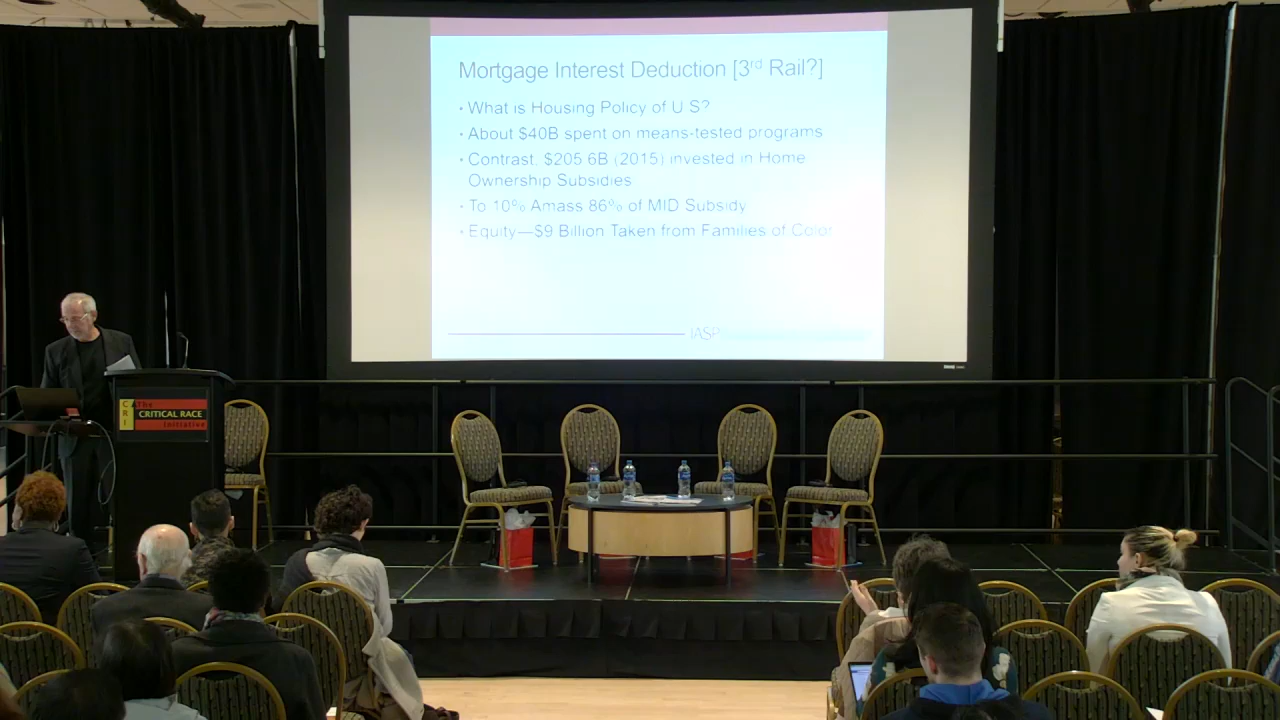 Mortgage Interest Deduction [3rd Rail?]
• What is Housing Policy of U S?
• About $40B spent on means-tested programs
• Contrast, $205 6B (2015) invested in Home
Ownership Subsidies
• To 10% Amass 86% of MID Subsidy
• Equity—$9 Billion Taken from Families of Color
IASP
The
CRITICAL RACE
Initiative
CRI